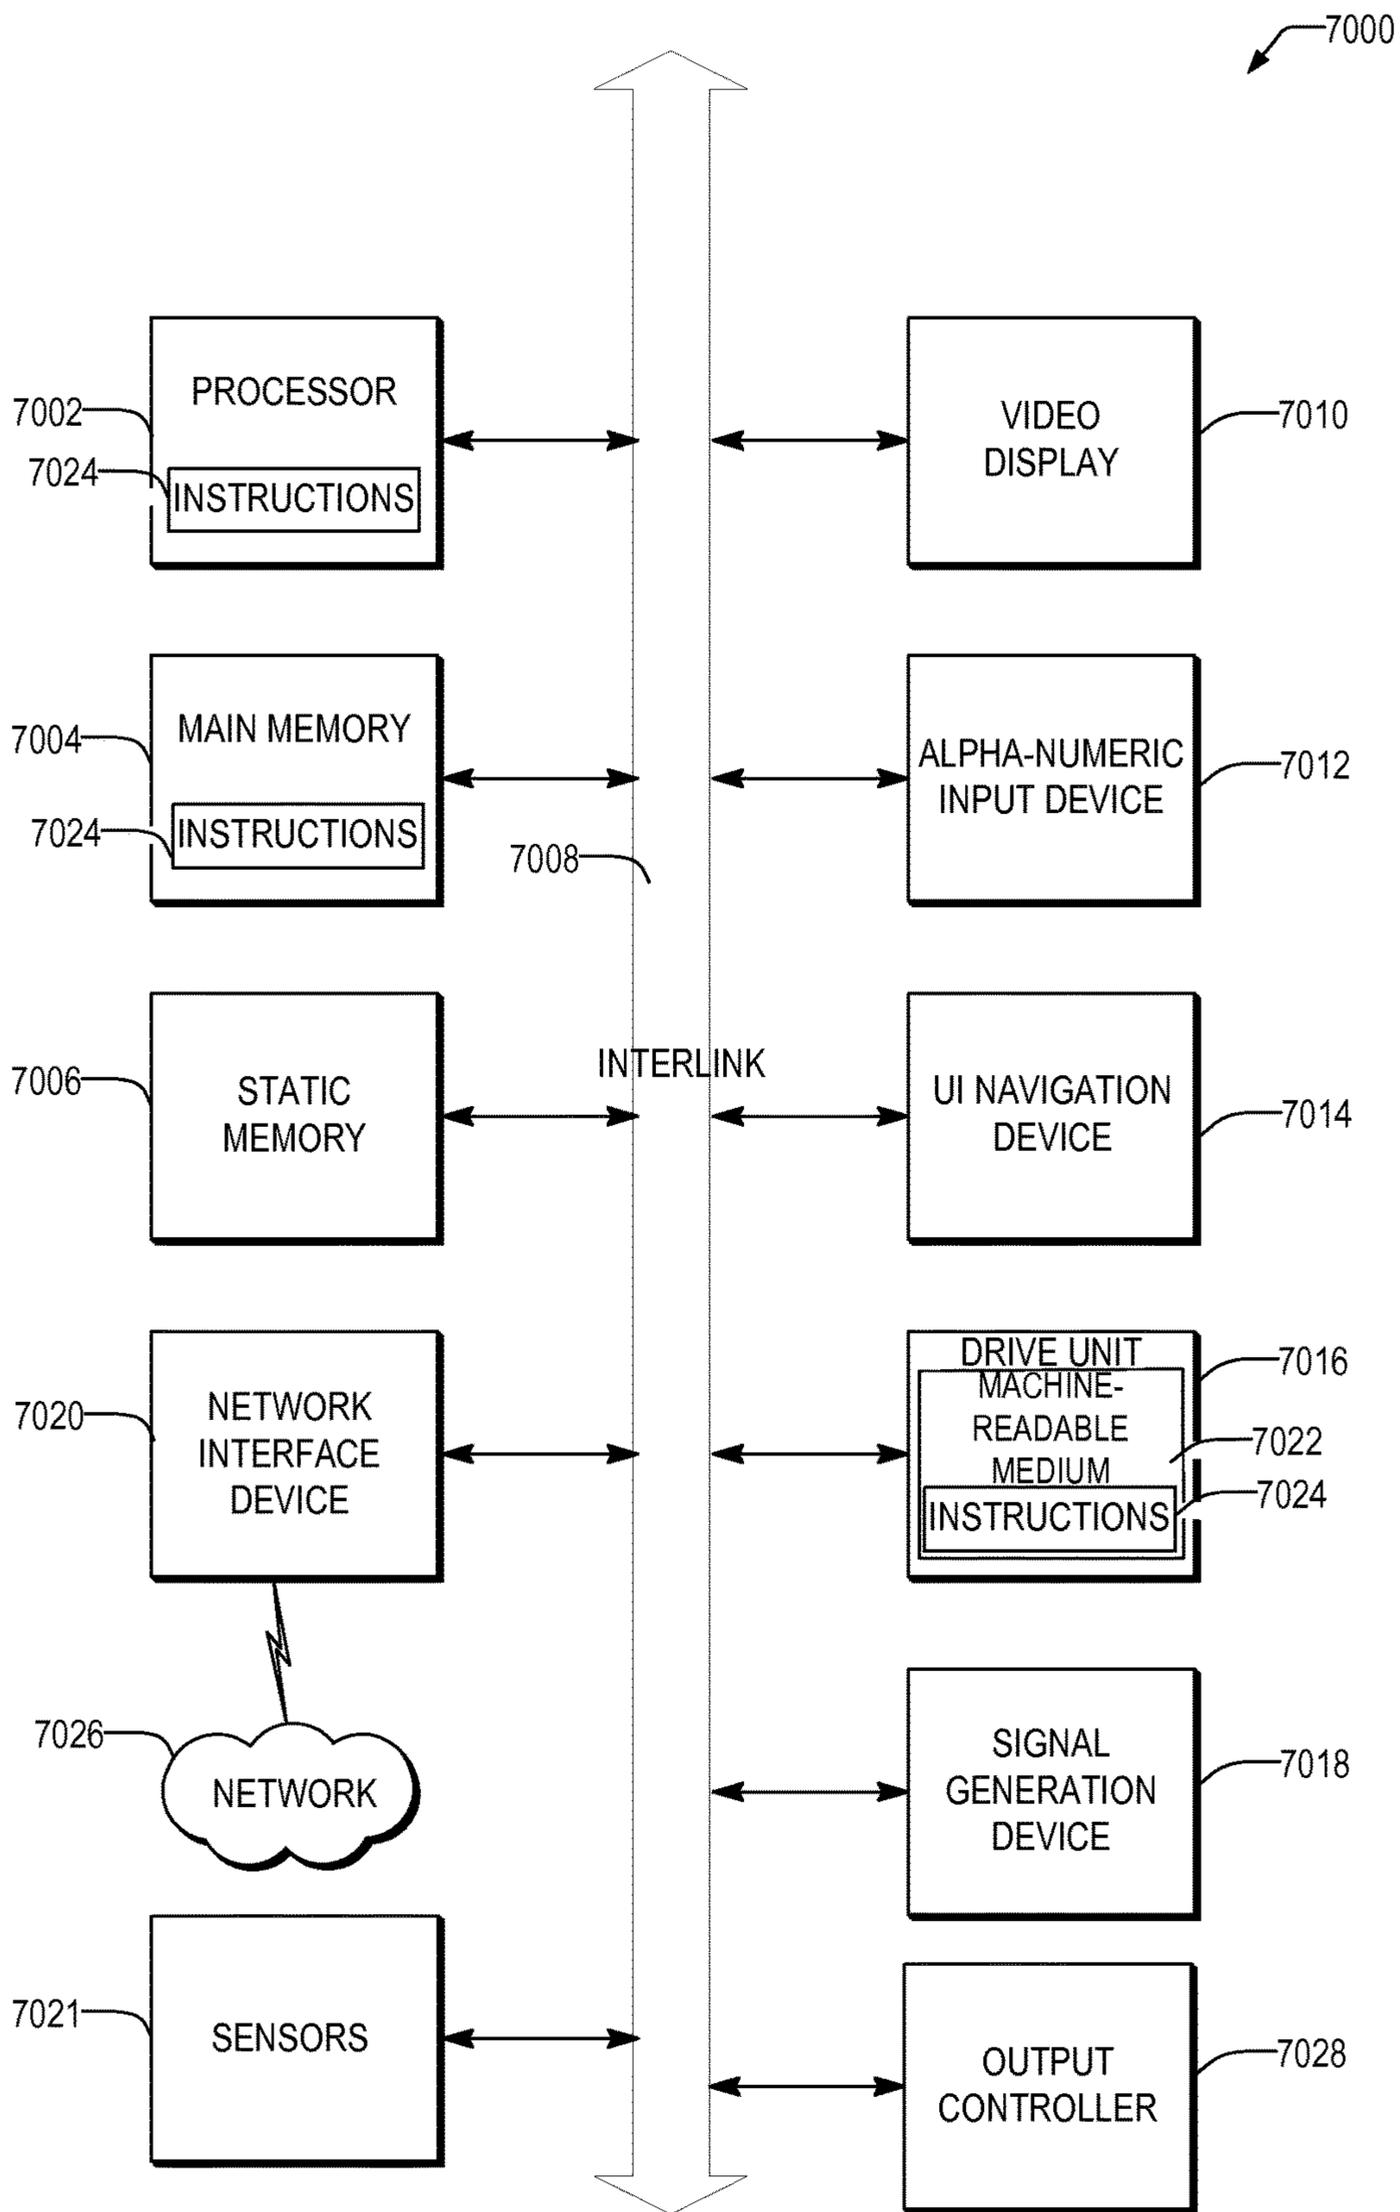 7000
PROCESSOR
7002
7024
INSTRUCTIONS
VIDEO
DISPLAY
7010
MAIN MEMORY
7004
7024
INSTRUCTIONS
7008
ALPHA-NUMERIC
INPUT DEVICE
7012
INTERLINK
7006
STATIC
MEMORY
UI NAVIGATION
DEVICE
7014
7020
NETWORK
INTERFACE
DEVICE
DRIVE UNIT
7016
MACHINE-
READABLE
MEDIUM
7022
7024
INSTRUCTIONS
7026
NETWORK
SIGNAL
GENERATION
DEVICE
7018
7021
SENSORS
OUTPUT
CONTROLLER
7028